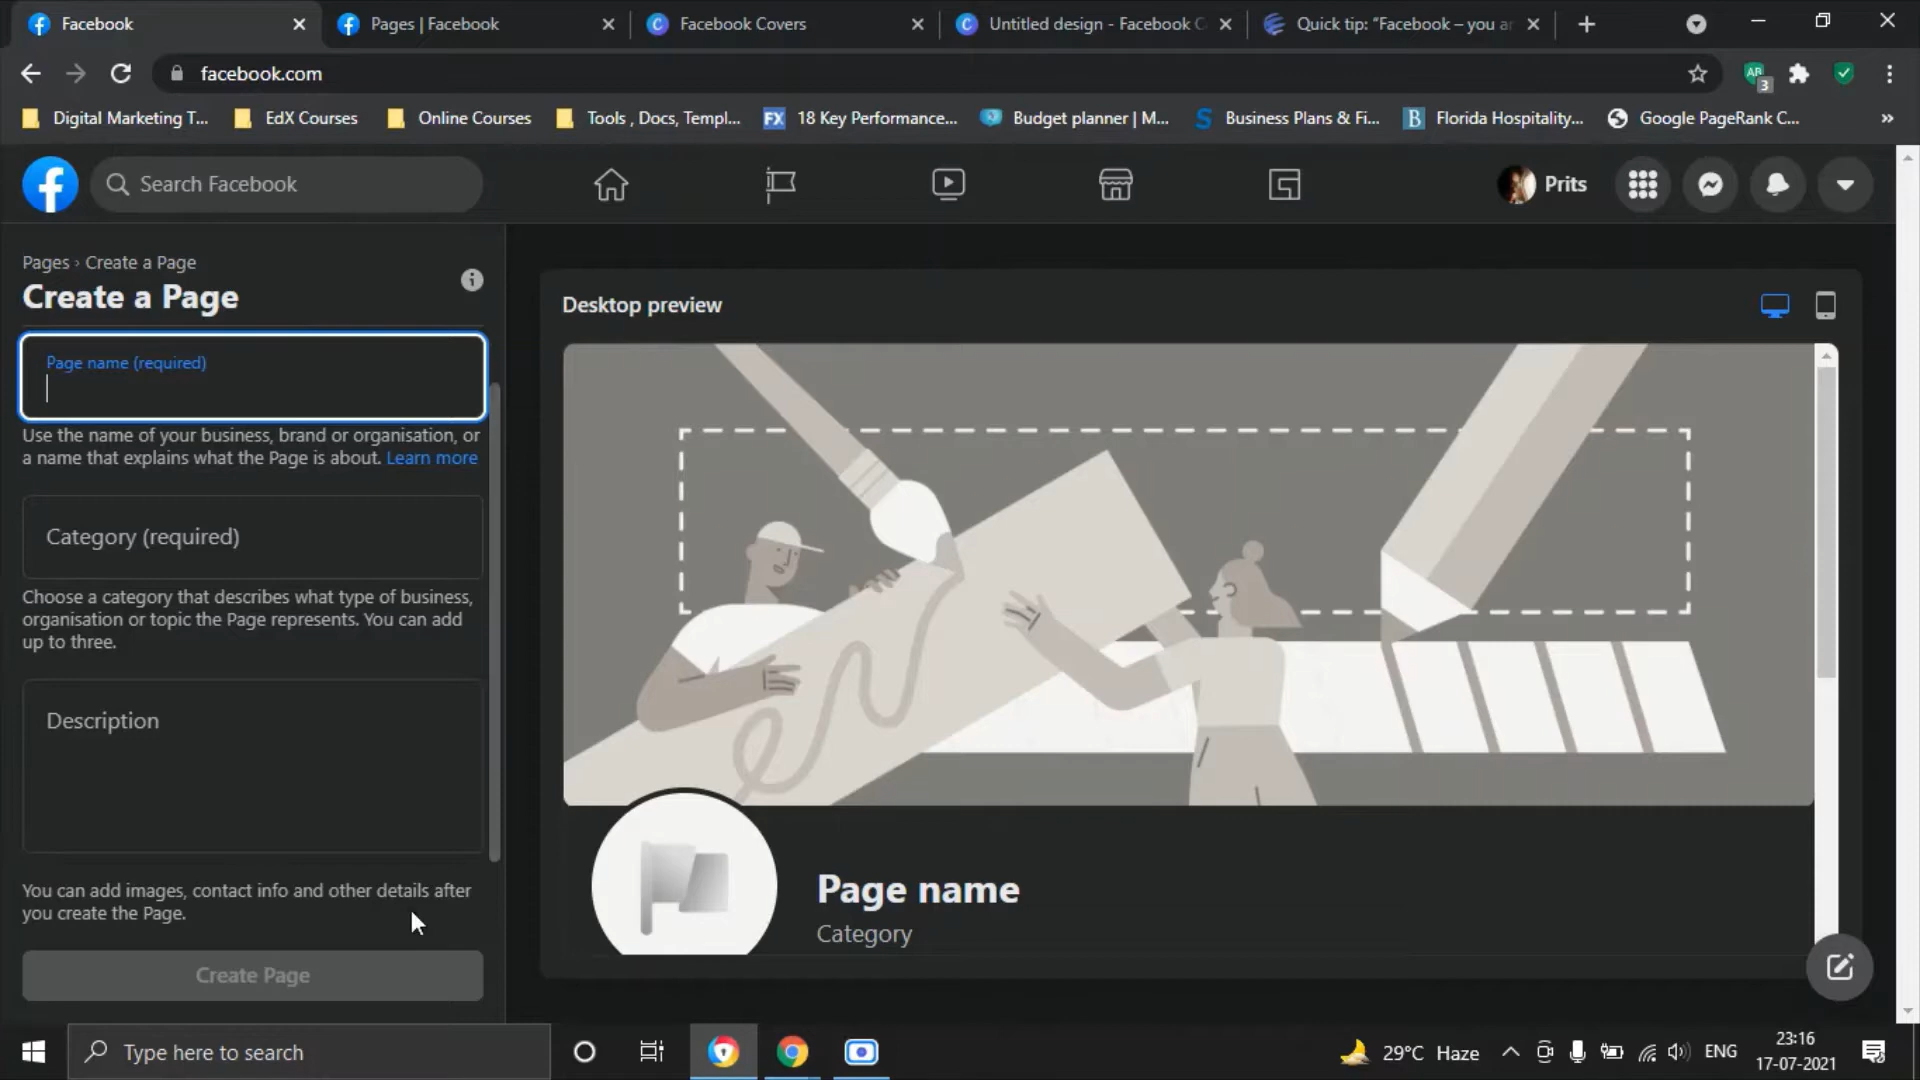 Facebook
Pages | Facebook
Facebook Covers
Untitled design - Facebook C
Quick tip: "Facebook – you ar
facebook.com
AB
3
Digital Marketing T...
EdX Courses
Online Courses
Tools , Docs, Templ...
FX
18 Key Performance...
Budget planner | M...
S
Business Plans & Fi...
B
Florida Hospitality...
Google PageRank C...
»
Search Facebook
Prits
Pages › Create a Page
Create a Page
Page name (required)
Use the name of your business, brand or organisation, or
a name that explains what the Page is about. Learn more
Category (required)
Choose a category that describes what type of business,
organisation or topic the Page represents. You can add
up to three.
Description
You can add images, contact info and other details after
you create the Page.
Create Page
Desktop preview
Page name
Category
Type here to search
29°C Haze
ENG
23:16
17-07-2021